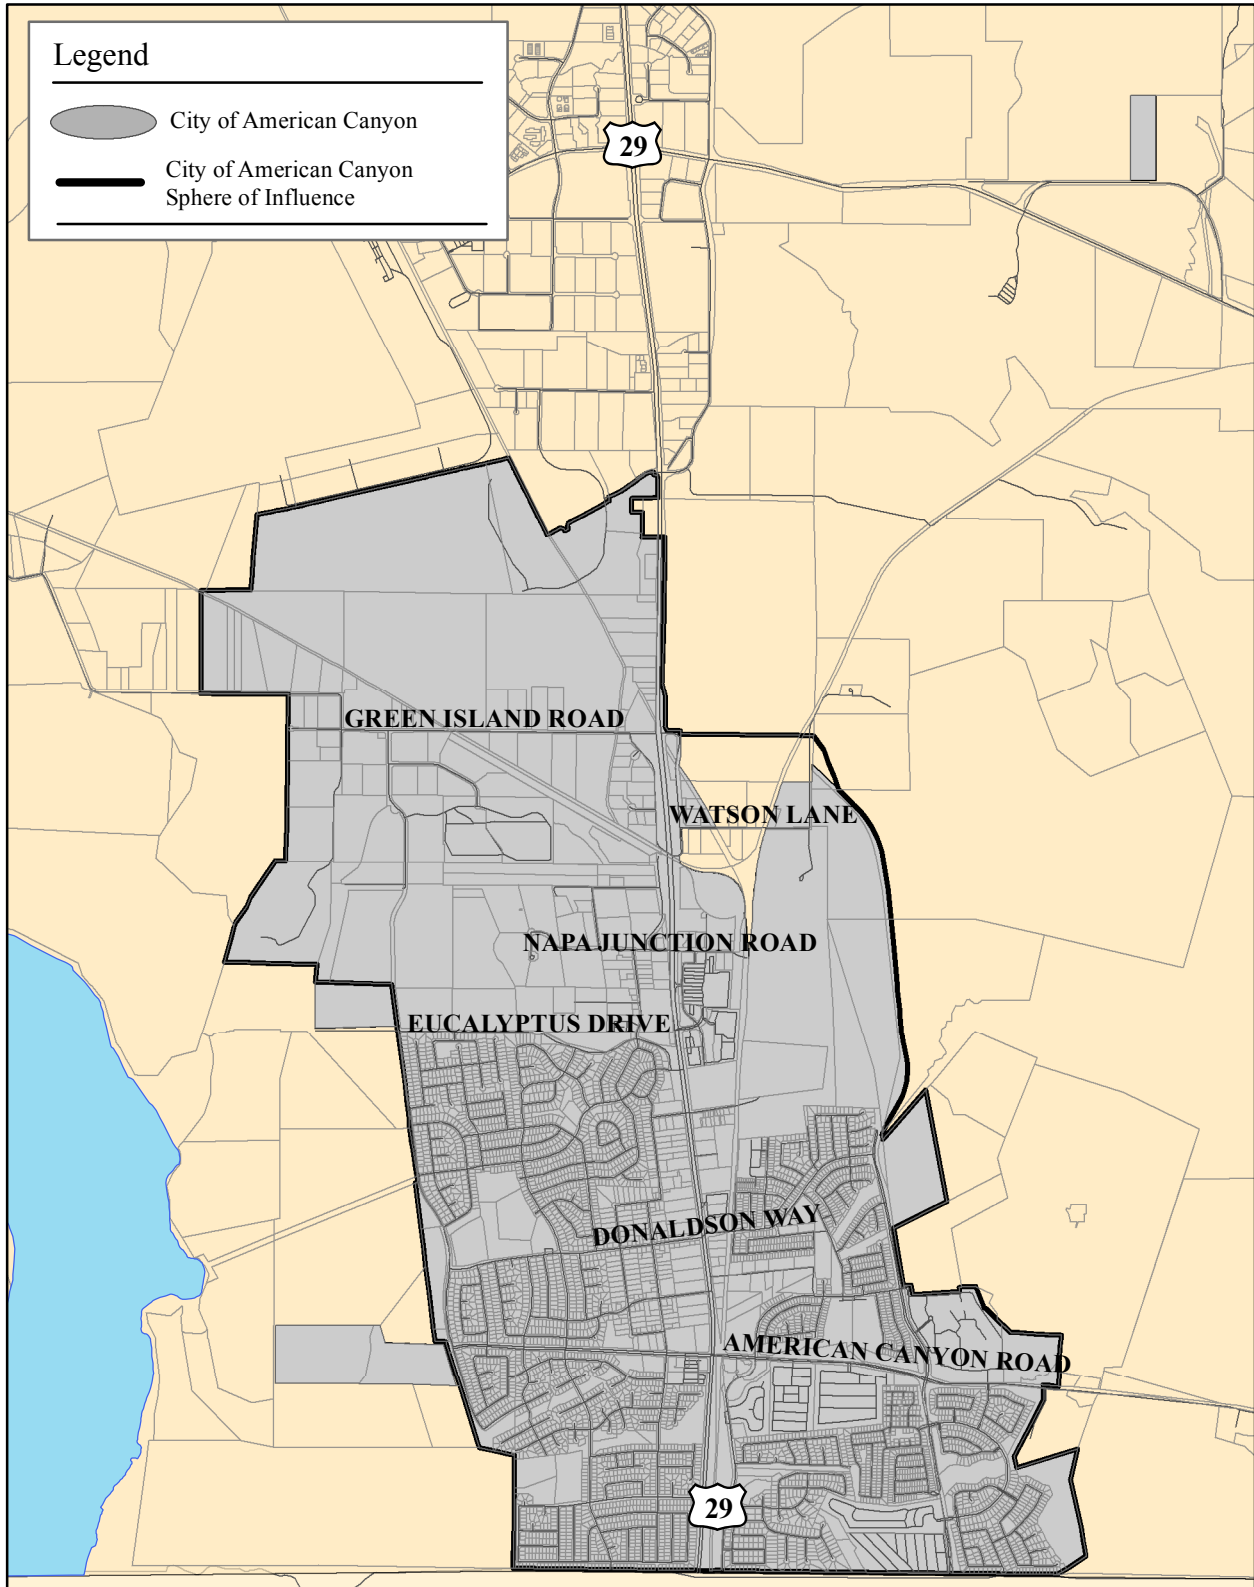 Legend
City of American Canyon
City of American Canyon
Sphere of Influence
29
GREEN ISLAND ROAD
WATSON LANE
NAPA JUNCTION ROAD
EUCALYPTUS DRIVE
DONALDSON WAY
AMERICAN CANYON ROAD
29